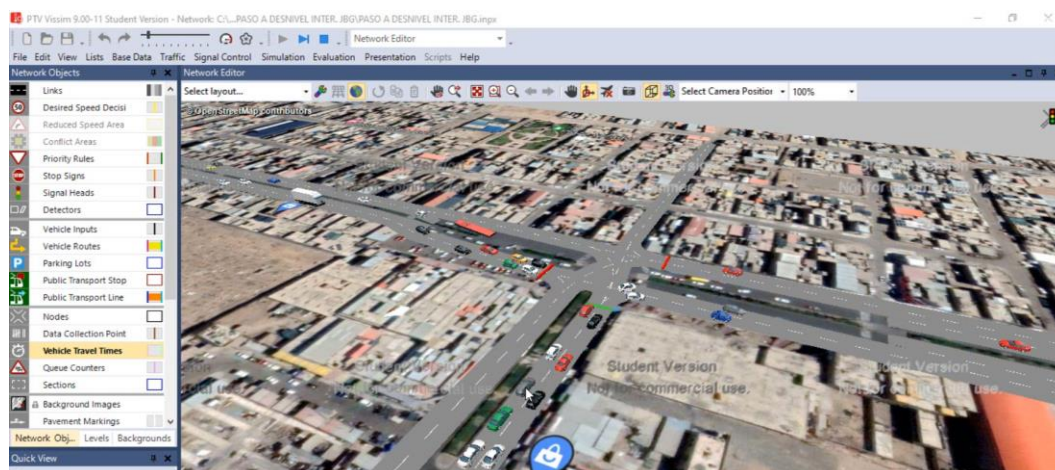 PTV Vissim 9.00-11 Student Version - Network: C:\...PASO A DESNIVEL INTER. JBG\PASO A DESNIVEL INTER. JBG.inpx
Network Editor
File Edit View Lists Base Data Traffic Signal Control Simulation Evaluation Presentation Scripts Help
Network Objects
Network Editor
Select layout...
Select Camera Position
100%
Links
50
Desired Speed Decisi
Reduced Speed Area
Conflict Areas
Priority Rules
Stop Signs
Signal Heads
Detectors
Vehicle Inputs
Vehicle Routes
P
Parking Lots
Public Transport Stop
Public Transport Line
Nodes
Data Collection Point
Vehicle Travel Times
Queue Counters
Sections
Background Images
Pavement Markings
Network Obj... Levels Backgrounds
Quick View
OpenStreetMap contributors
Student Version
Not for commercial use.
Student Version